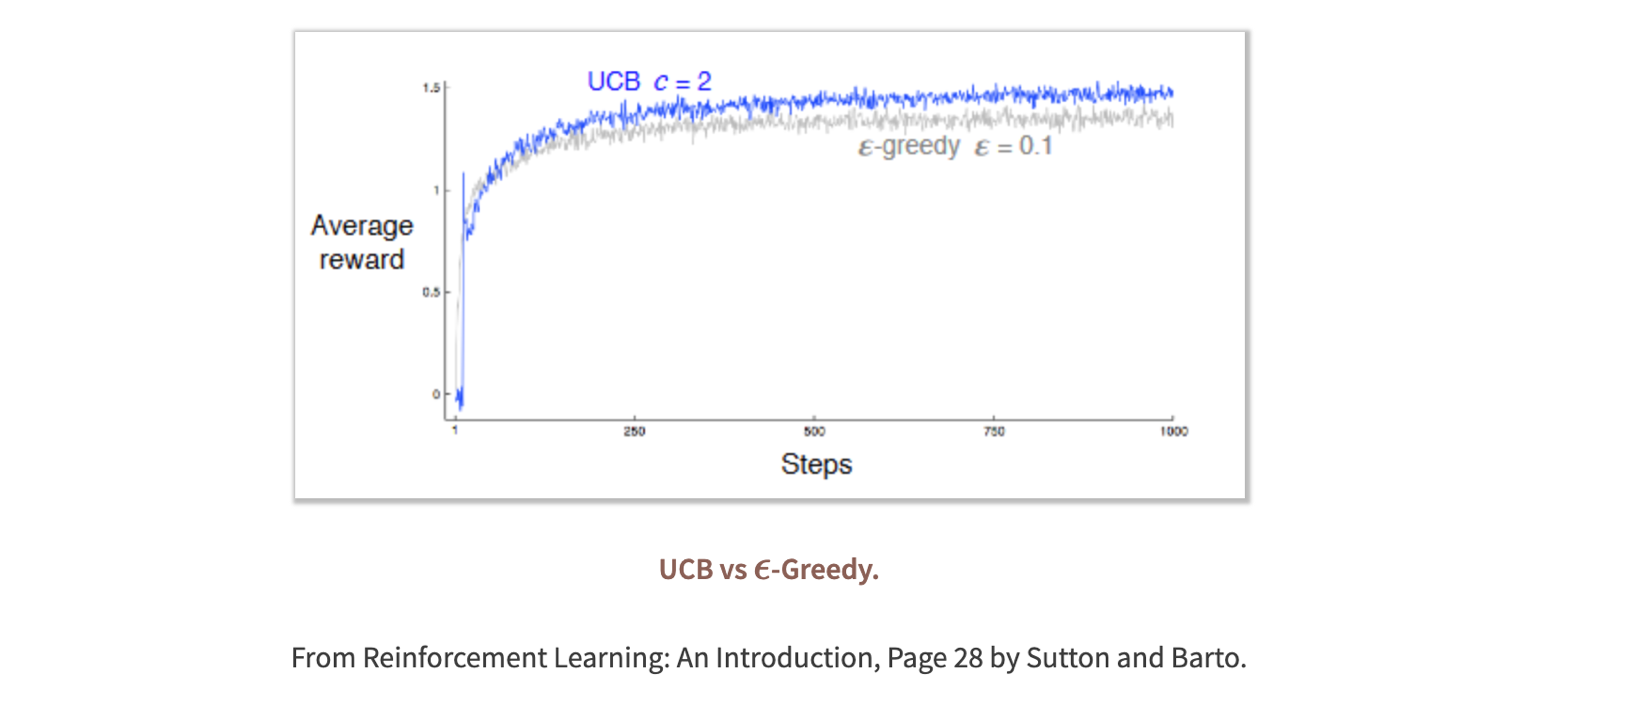 UCB c = 2
1.5
1
Average
reward
0.5
0
ε-greedy ε = 0.1
1 250 500 750 1000
Steps
UCB vs ϵ-Greedy.
From Reinforcement Learning: An Introduction, Page 28 by Sutton and Barto.